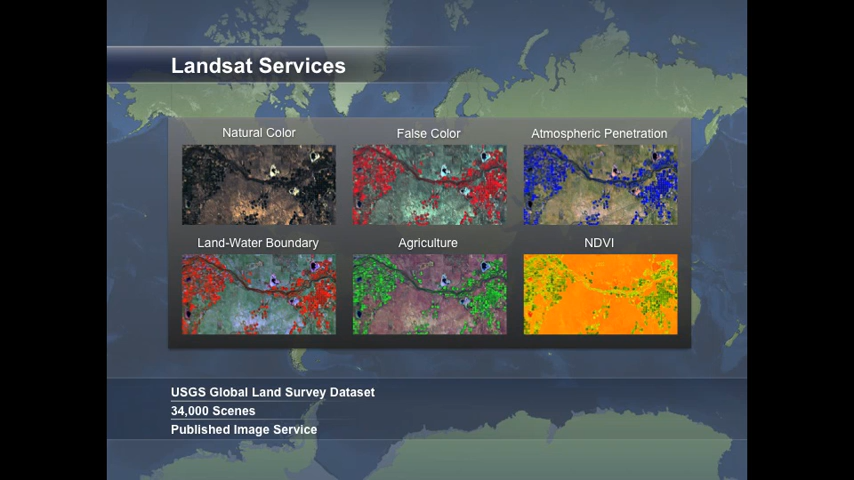 Landsat Services
Natural Color
False Color
Atmospheric Penetration
Land-Water Boundary
Agriculture
NDVI
USGS Global Land Survey Dataset
34,000 Scenes
Published Image Service